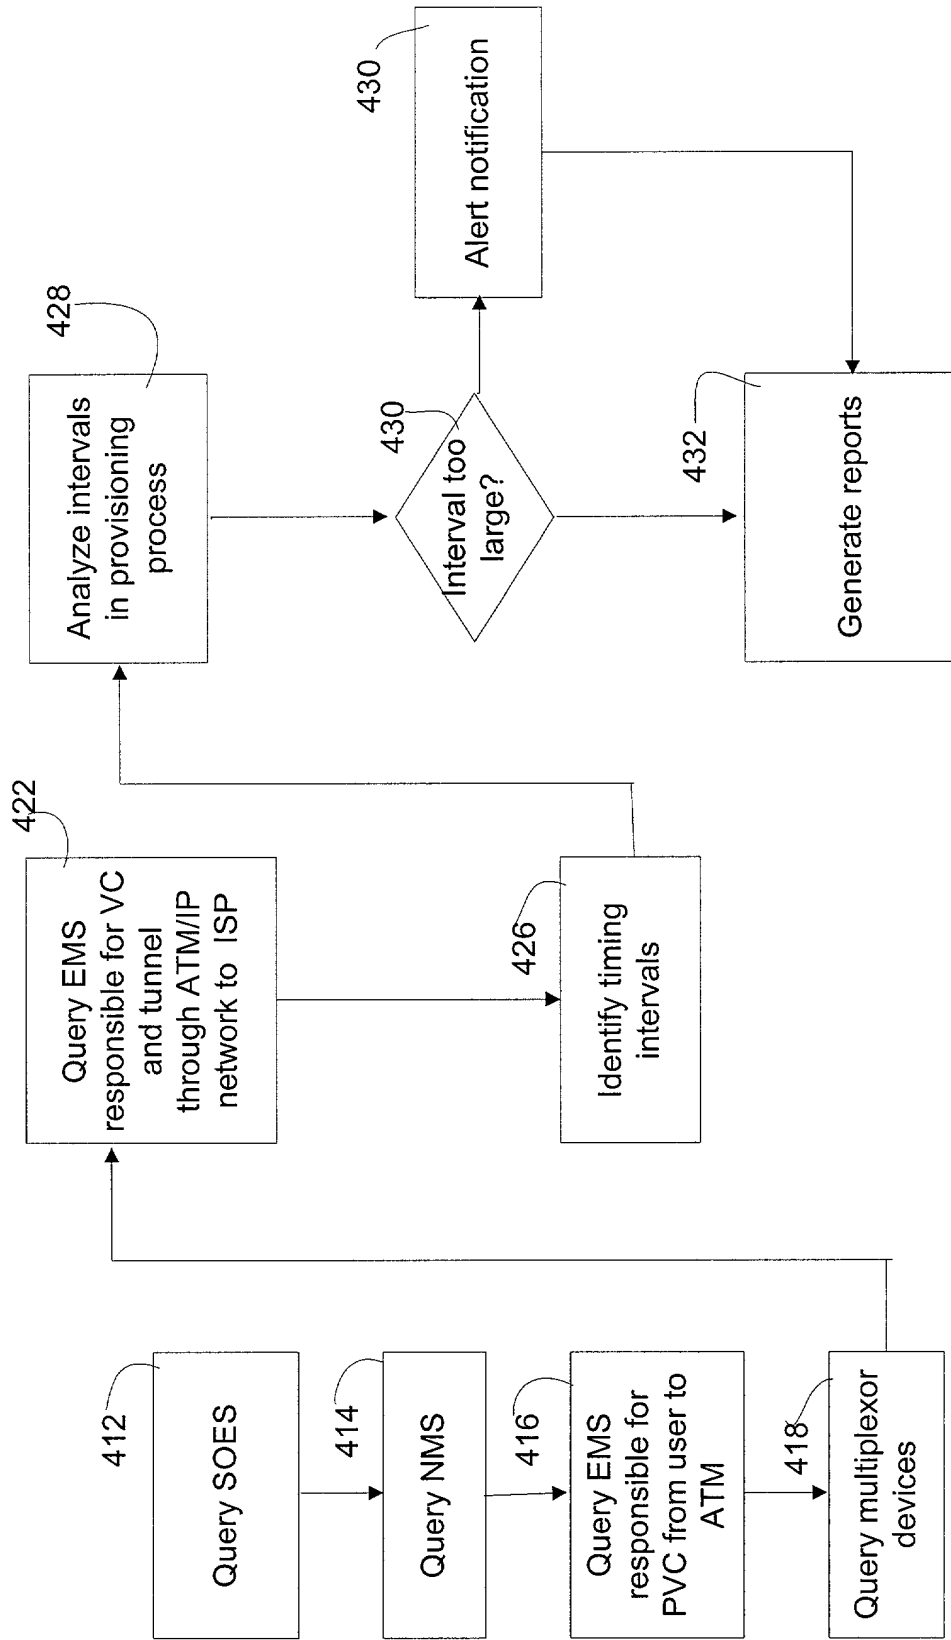 412
Query SOES
414
Query NMS
416
Query EMS
responsible for
PVC from user to
ATM
418
Query multiplexor
devices
422
Query EMS
responsible for VC
and tunnel
through ATM/IP
network to ISP
426
Identify timing
intervals
428
Analyze intervals
in provisioning
process
430
Interval too
large?
430
Alert notification
432
Generate reports